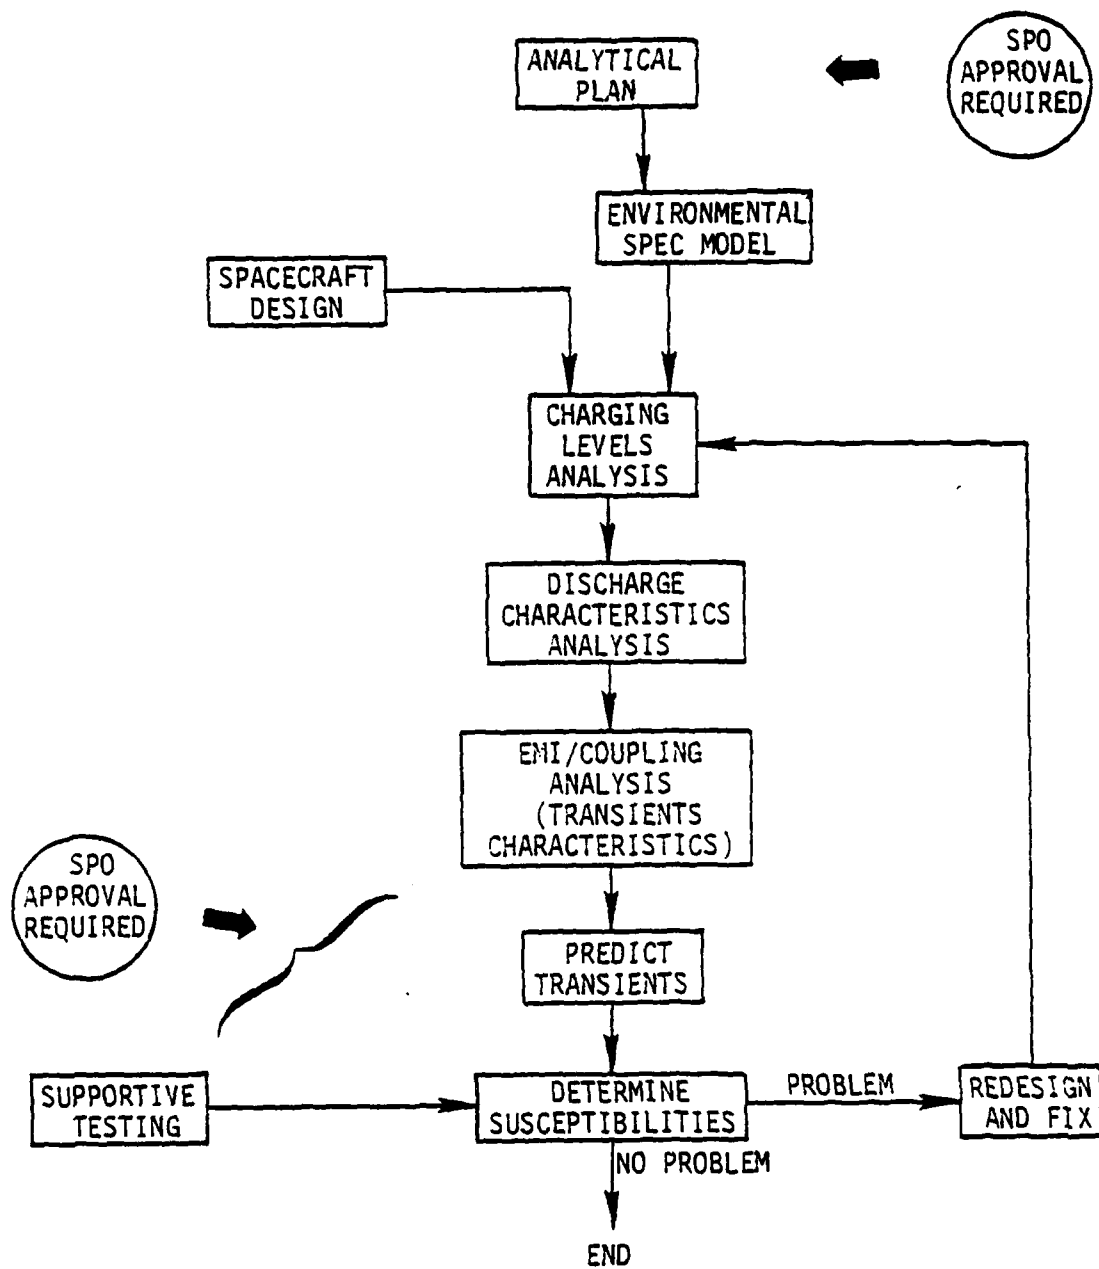 ANALYTICAL
PLAN
SPO
APPROVAL
REQUIRED
ENVIRONMENTAL
SPEC MODEL
SPACECRAFT
DESIGN
CHARGING
LEVELS
ANALYSIS
DISCHARGE
CHARACTERISTICS
ANALYSIS
EMI/COUPLING
ANALYSIS
(TRANSIENTS
CHARACTERISTICS)
SPO
APPROVAL
REQUIRED
PREDICT
TRANSIENTS
SUPPORTIVE
TESTING
DETERMINE
SUSCEPTIBILITIES
PROBLEM
REDESIGN
AND FIX
NO PROBLEM
END